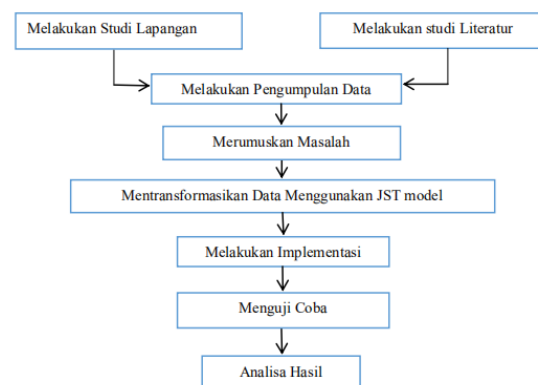 Melakukan Studi Lapangan
Melakukan studi Literatur
Melakukan Pengumpulan Data
Merumuskan Masalah
Mentransformasikan Data Menggunakan JST model
Melakukan Implementasi
Menguji Coba
Analisa Hasil